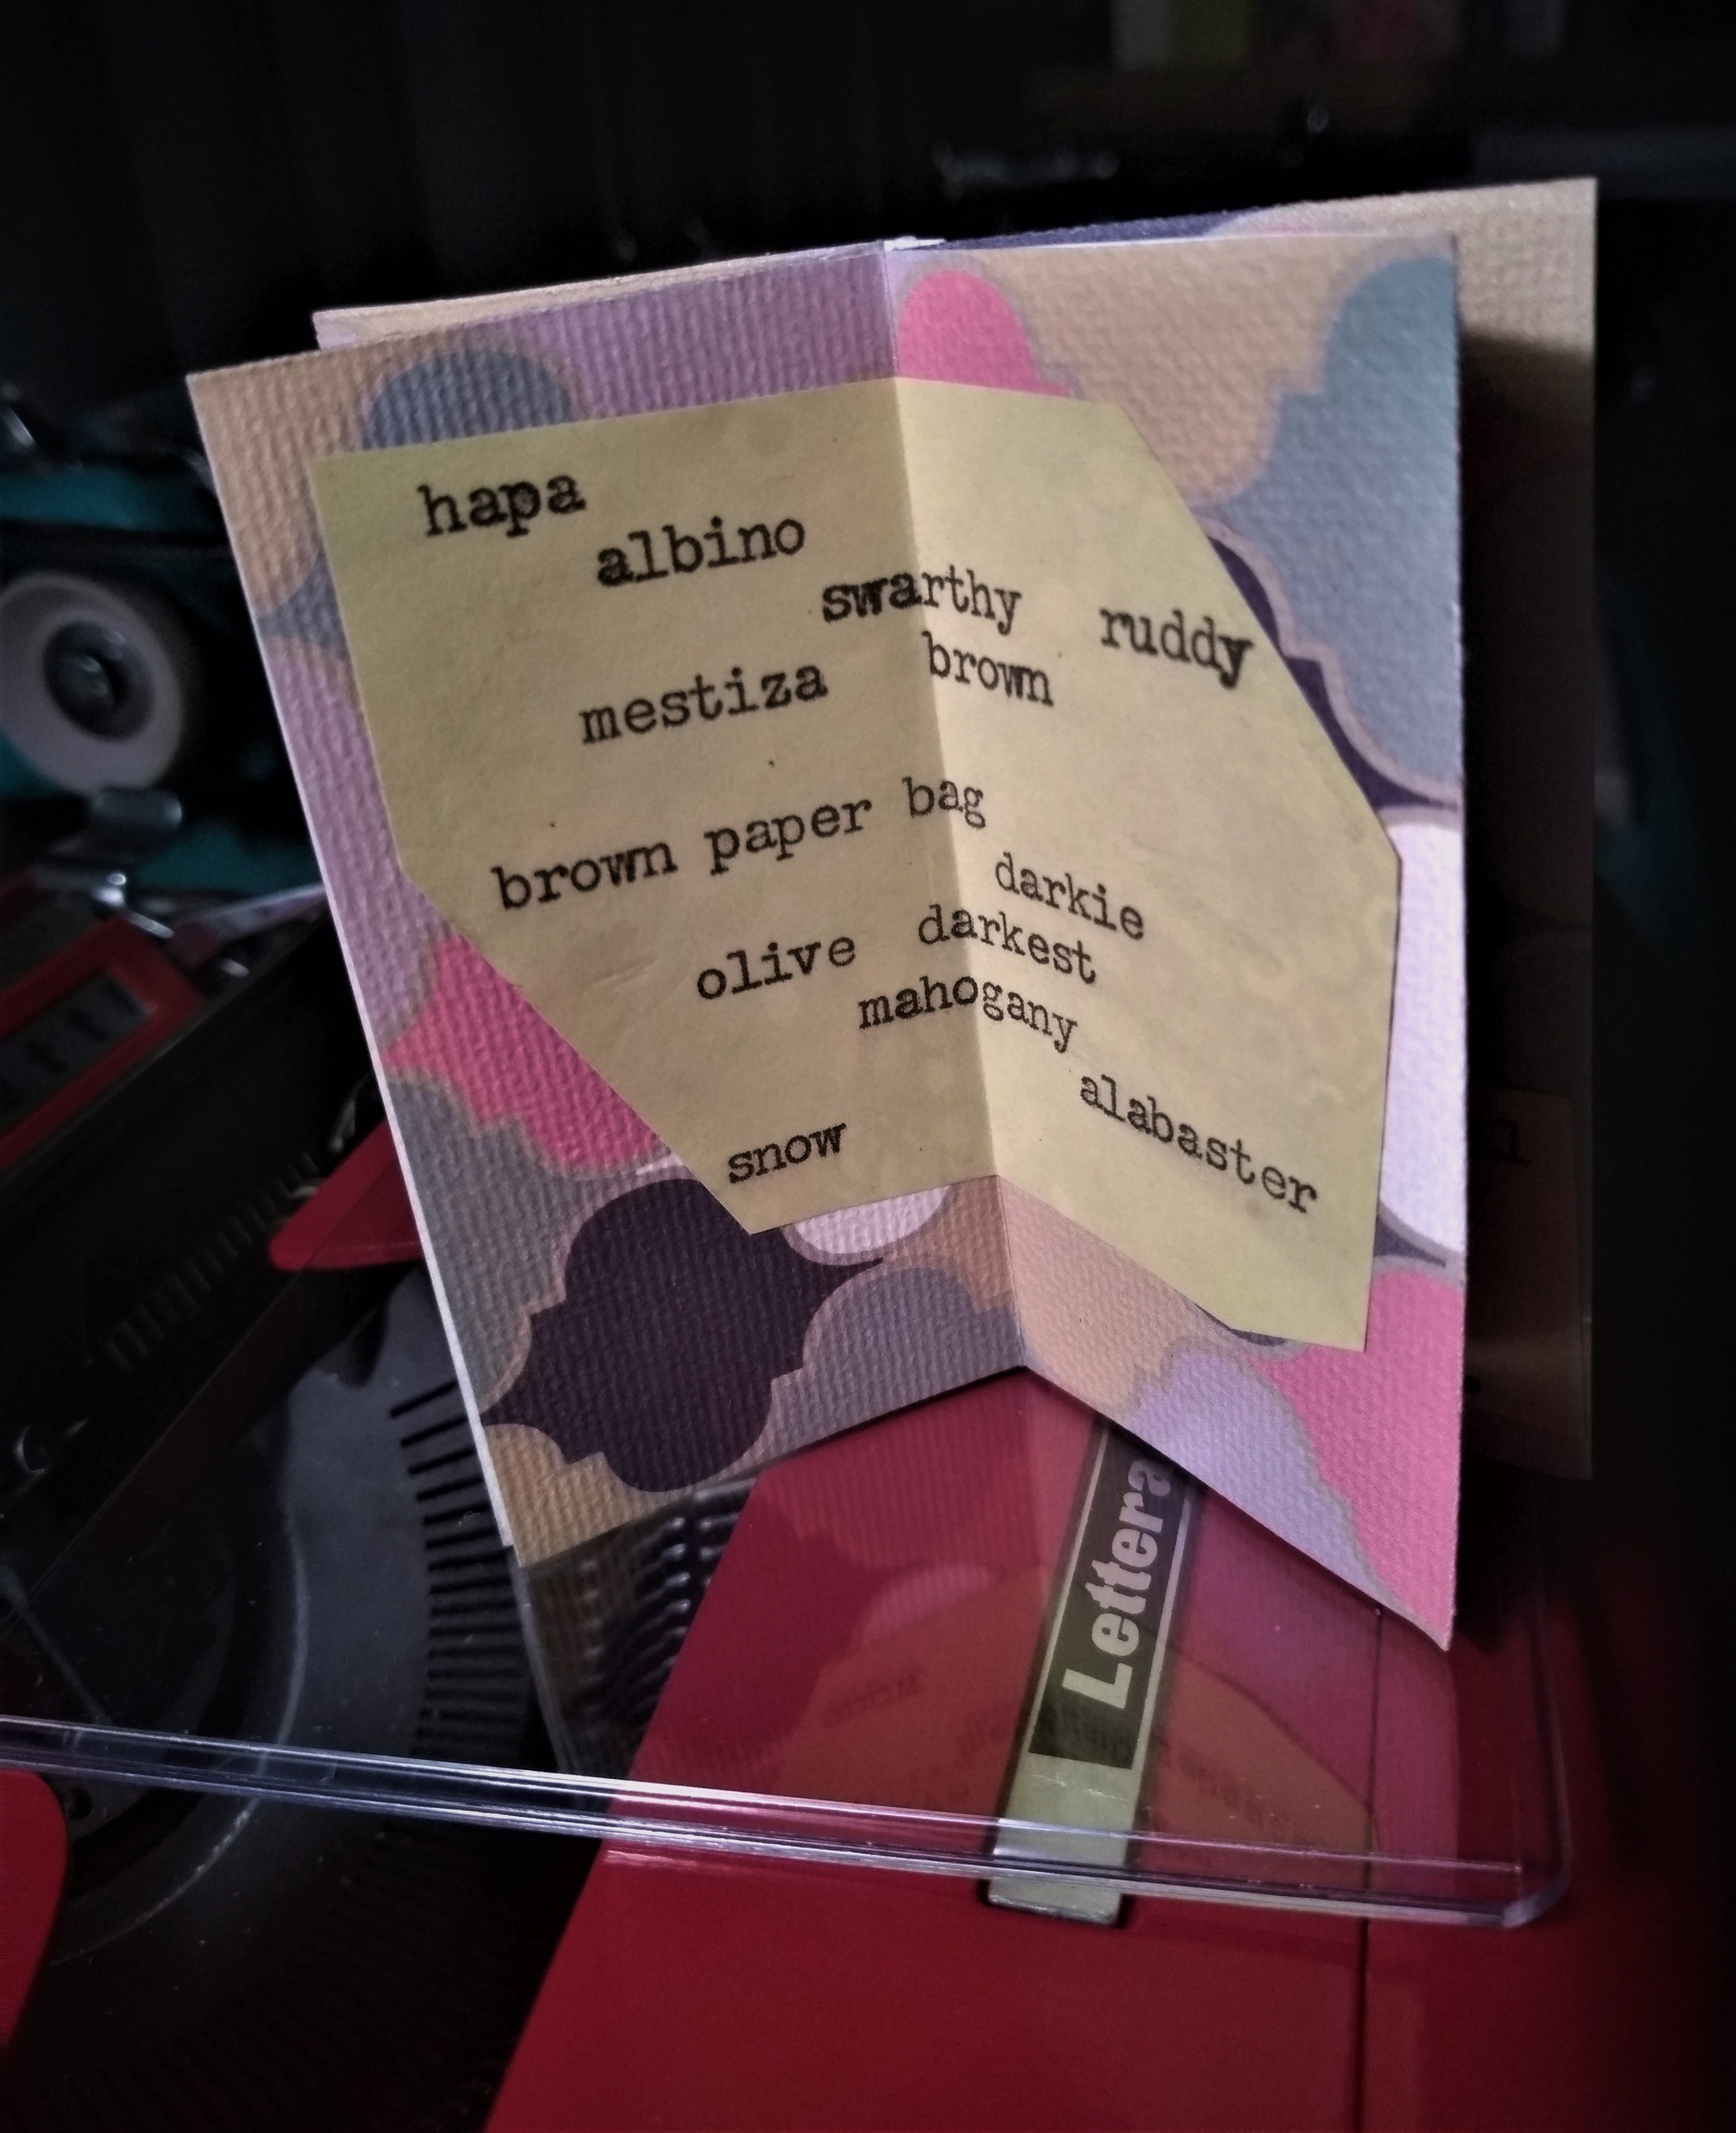 hapa
albino
swarthy ruddy
mestiza brown
brown paper bag
darkie
olive darkest
mahogany
alabaster
snow
Lettera